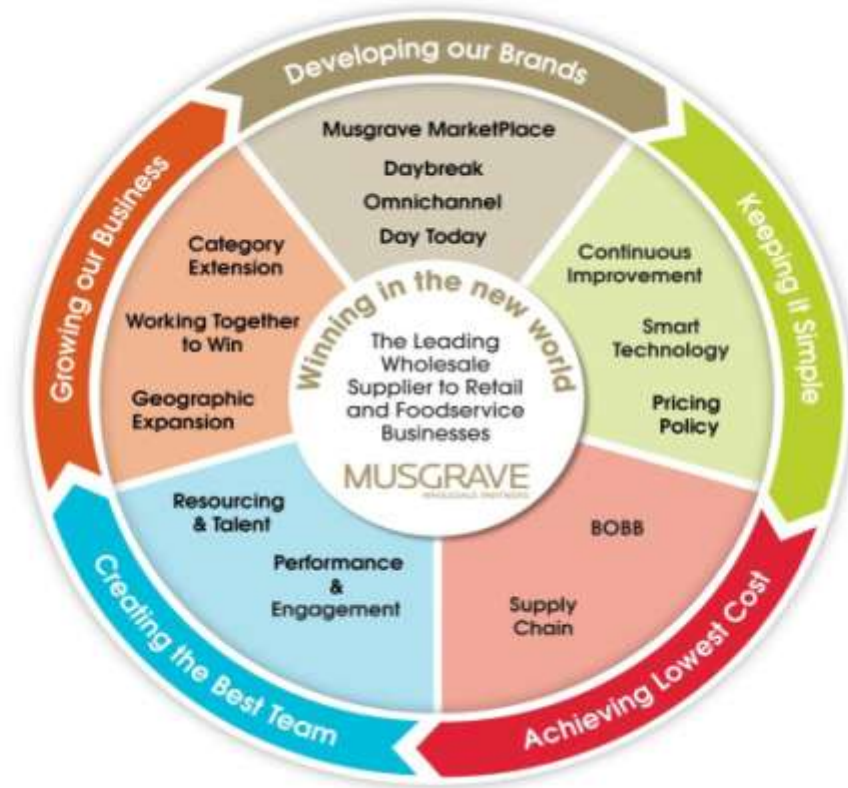 Developing our Brands
Musgrave MarketPlace
Daybreak
Omnichannel
Day Today
Keeping it Simple
Continuous
Improvement
Smart
Technology
Pricing
Policy
Achieving Lowest Cost
BOBB
Supply
Chain
Creating the Best Team
Resourcing
& Talent
Performance
&
Engagement
Growing our Business
Category
Extension
Working Together
to Win
Geographic
Expansion
Winning in the new world
The Leading
Wholesale
Supplier to Retail
and Foodservice
Businesses
MUSGRAVE
WHOLESALE PARTNERS